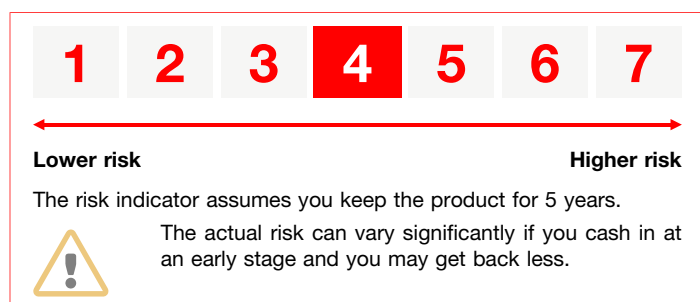 1 2 3 4 5 6 7
Lower risk Higher risk
The risk indicator assumes you keep the product for 5 years.
The actual risk can vary significantly if you cash in at
an early stage and you may get back less.